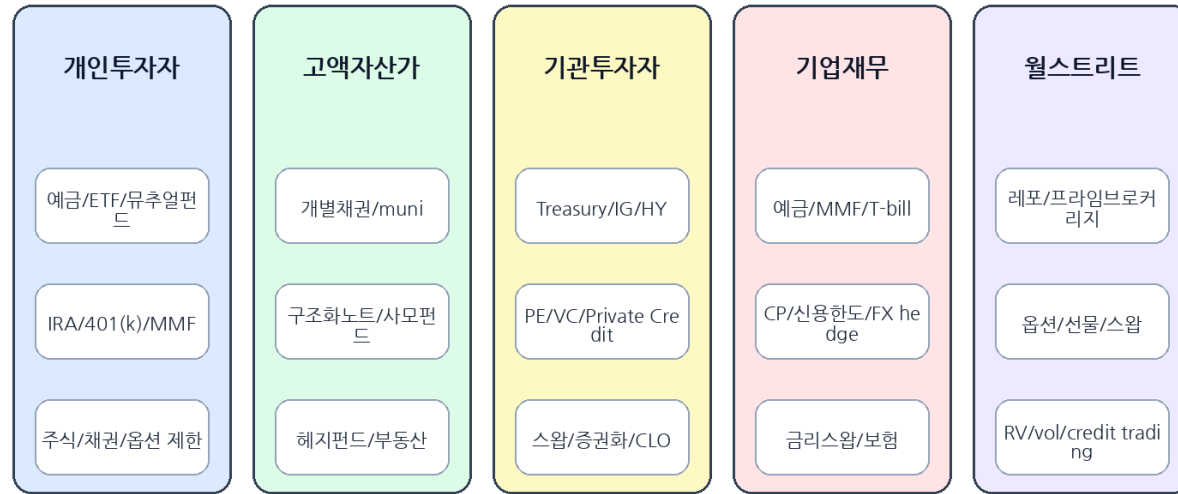 개인투자자
예금/ETF/뮤추얼펀
드
IRA/401(k)/MMF
주식/채권/옵션 제한
고액자산가
개별채권/muni
구조화노트/사모펀
드
헤지펀드/부동산
기관투자자
Treasury/IG/HY
PE/VC/Private Cre
dit
스왑/증권화/CLO
기업재무
예금/MMF/T-bill
CP/신용한도/FX he
dge
금리스왑/보험
월스트리트
레포/프라임브로커
리지
옵션/선물/스왑
RV/vol/credit tradi
ng